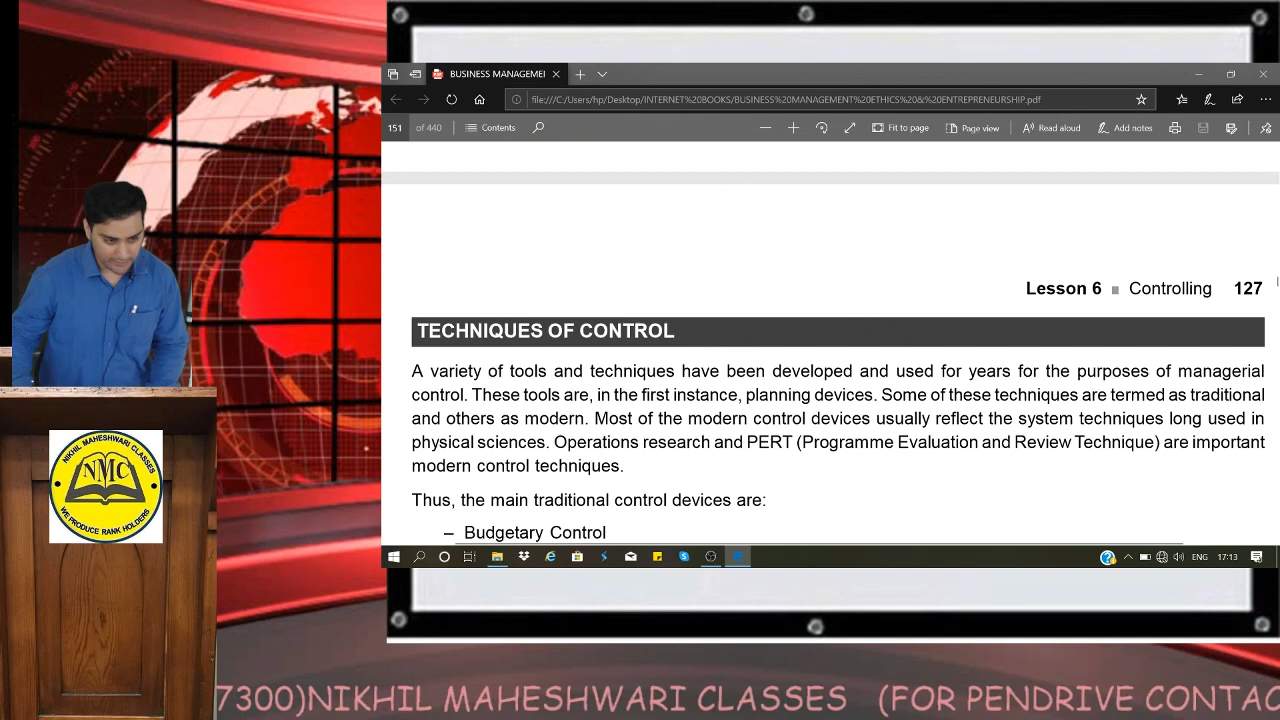 BUSINESS MANAGEMEI
file:///C:/Users/hp/Desktop/INTERNET%20BOOKS/BUSINESS%20MANAGEMENT%20ETHICS%20&%20ENTREPRENEURSHIP.pdf
151 of 440 Contents Fit to page Page view Read aloud Add notes
Lesson 6 ■ Controlling 127
TECHNIQUES OF CONTROL
A variety of tools and techniques have been developed and used for years for the purposes of managerial
control. These tools are, in the first instance, planning devices. Some of these techniques are termed as traditional
and others as modern. Most of the modern control devices usually reflect the system techniques long used in
physical sciences. Operations research and PERT (Programme Evaluation and Review Technique) are important
modern control techniques.
Thus, the main traditional control devices are:
– Budgetary Control
ENG 17:13
NIKHIL MAHESHWARI CLASSES
NMC
WE PRODUCE RANK HOLDERS
7300)NIKHIL MAHESHWARI CLASSES (FOR PENDRIVE CONTAC